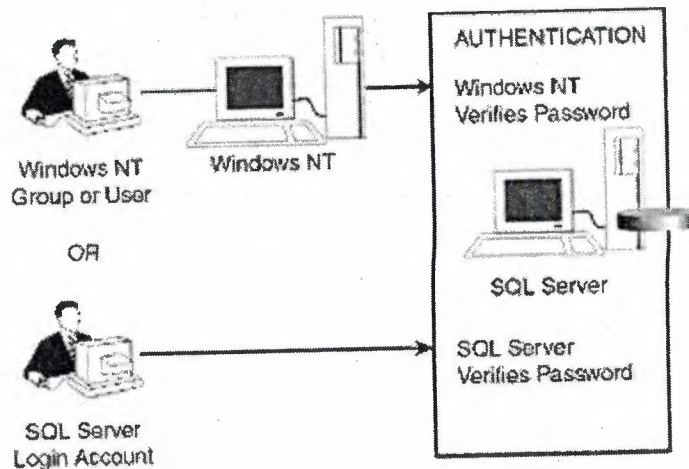 AUTHENTICATION
Windows NT
Verifies Password
Windows NT
Group or User
Windows NT
SQL Server
OR
SQL Server
Verifies Password
SQL Server
Login Account